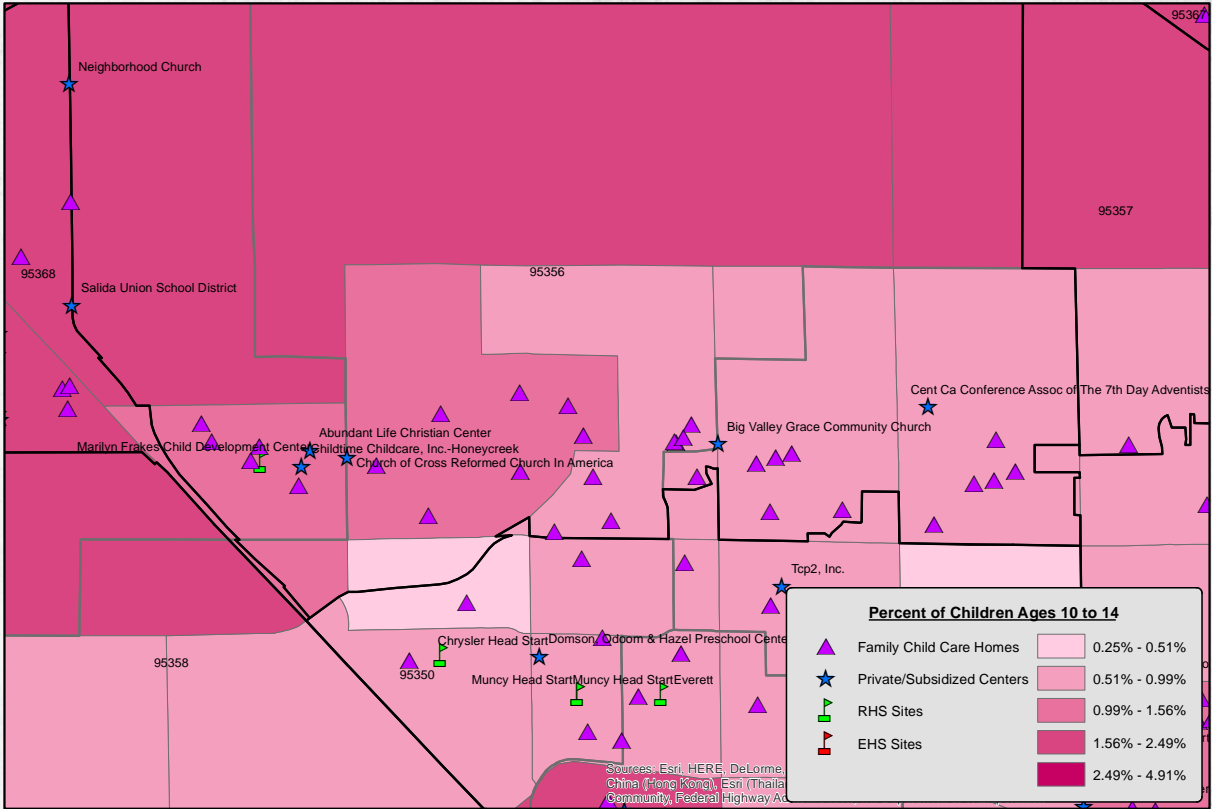 95367
Neighborhood Church
95357
95368
95356
Salida Union School District
Cent Ca Conference Assoc of The 7th Day Adventists
Big Valley Grace Community Church
Abundant Life Christian Center
Marilyn Frakes Child Development Center
Childtime Childcare, Inc.-Honeycreek
Church of Cross Reformed Church In America
Tcp2, Inc.
Chrysler Head Start
Domson, Odoom & Hazel Preschool Cente
95358
95350
Muncy Head Start
Muncy Head Start
Everett
Percent of Children Ages 10 to 14
Family Child Care Homes
0.25% - 0.51%
Private/Subsidized Centers
0.51% - 0.99%
RHS Sites
0.99% - 1.56%
EHS Sites
1.56% - 2.49%
2.49% - 4.91%
Sources: Esri, HERE, DeLorme,
China (Hong Kong), Esri (Thaila
Community, Federal Highway Ad